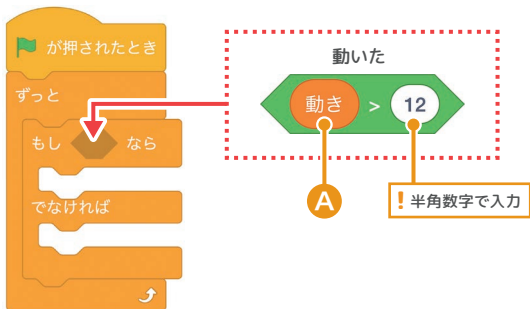 が押されたとき
ずっと
もし なら
でなければ
動いた
動き > 12
A
! 半角数字で入力